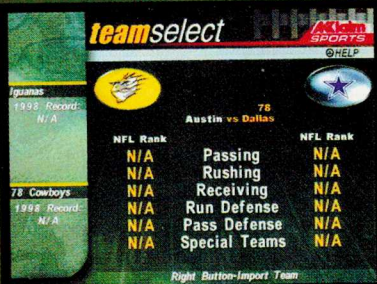 teamselect
AKlaim
SPORTS
HELP
Iguanas
1998 Record:
N/A
78
Austin vs Dallas
NFL Rank NFL Rank
N/A Passing N/A
N/A Rushing N/A
N/A Receiving N/A
78 Cowboys
1998 Record:
N/A
N/A Run Defense N/A
N/A Pass Defense N/A
N/A Special Teams N/A
Right Button-Import Team